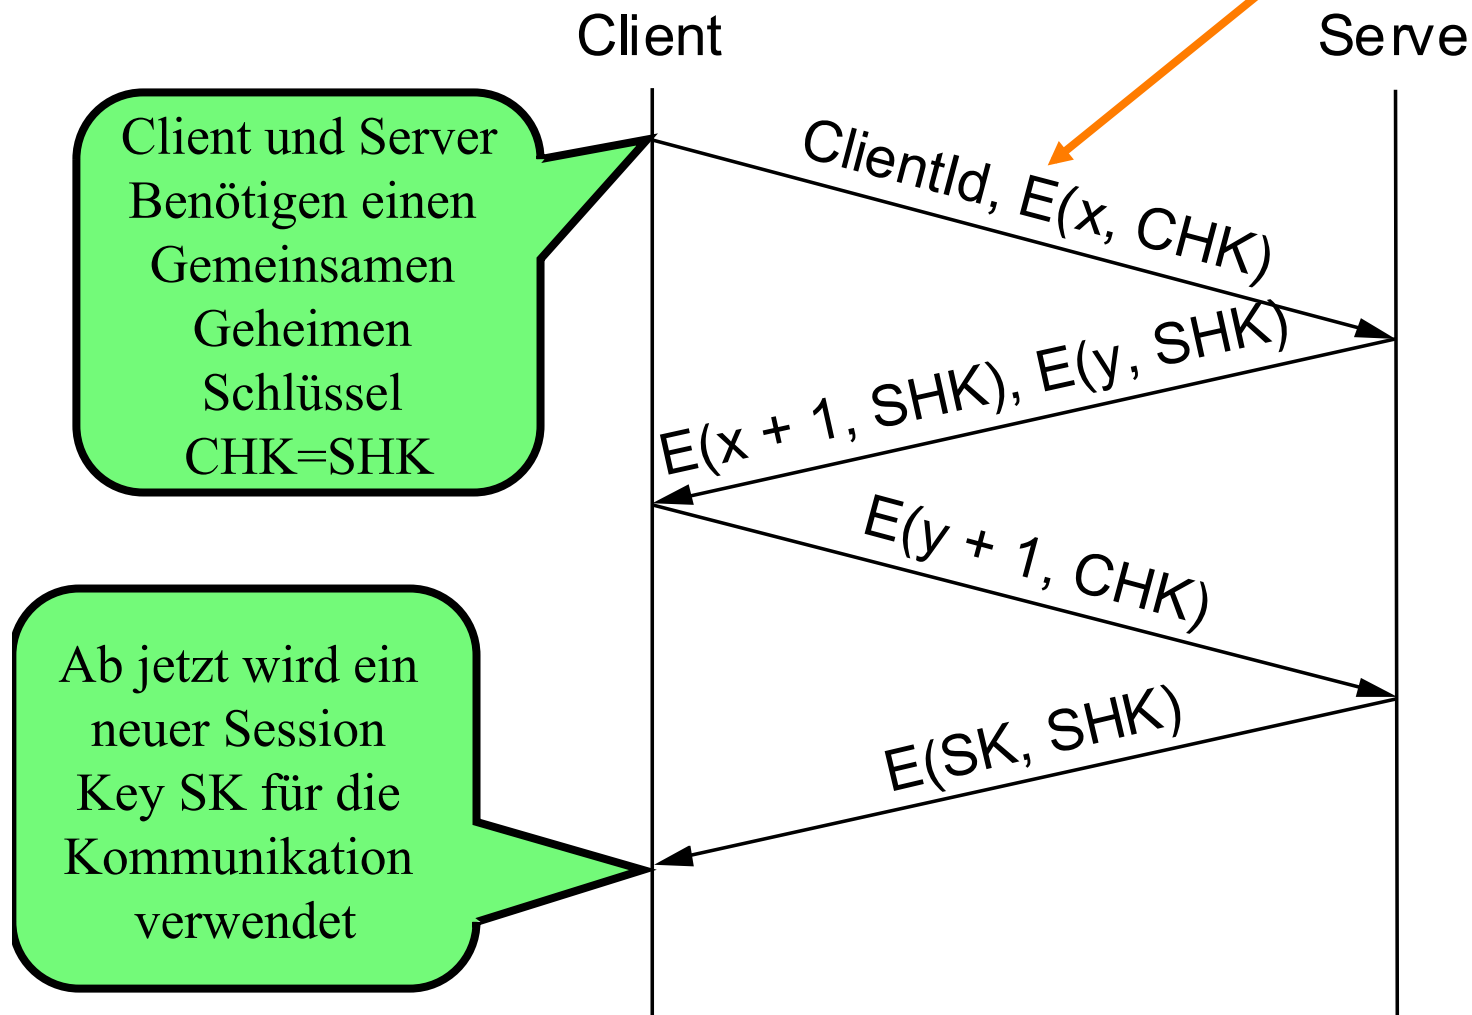 Client
Serve
Client und Server
Benötigen einen
Gemeinsamen
Geheimen
Schlüssel
CHK=SHK
ClientId, E(x, CHK)
E(x + 1, SHK), E(y, SHK)
E(y + 1, CHK)
E(SK, SHK)
Ab jetzt wird ein
neuer Session
Key SK für die
Kommunikation
verwendet